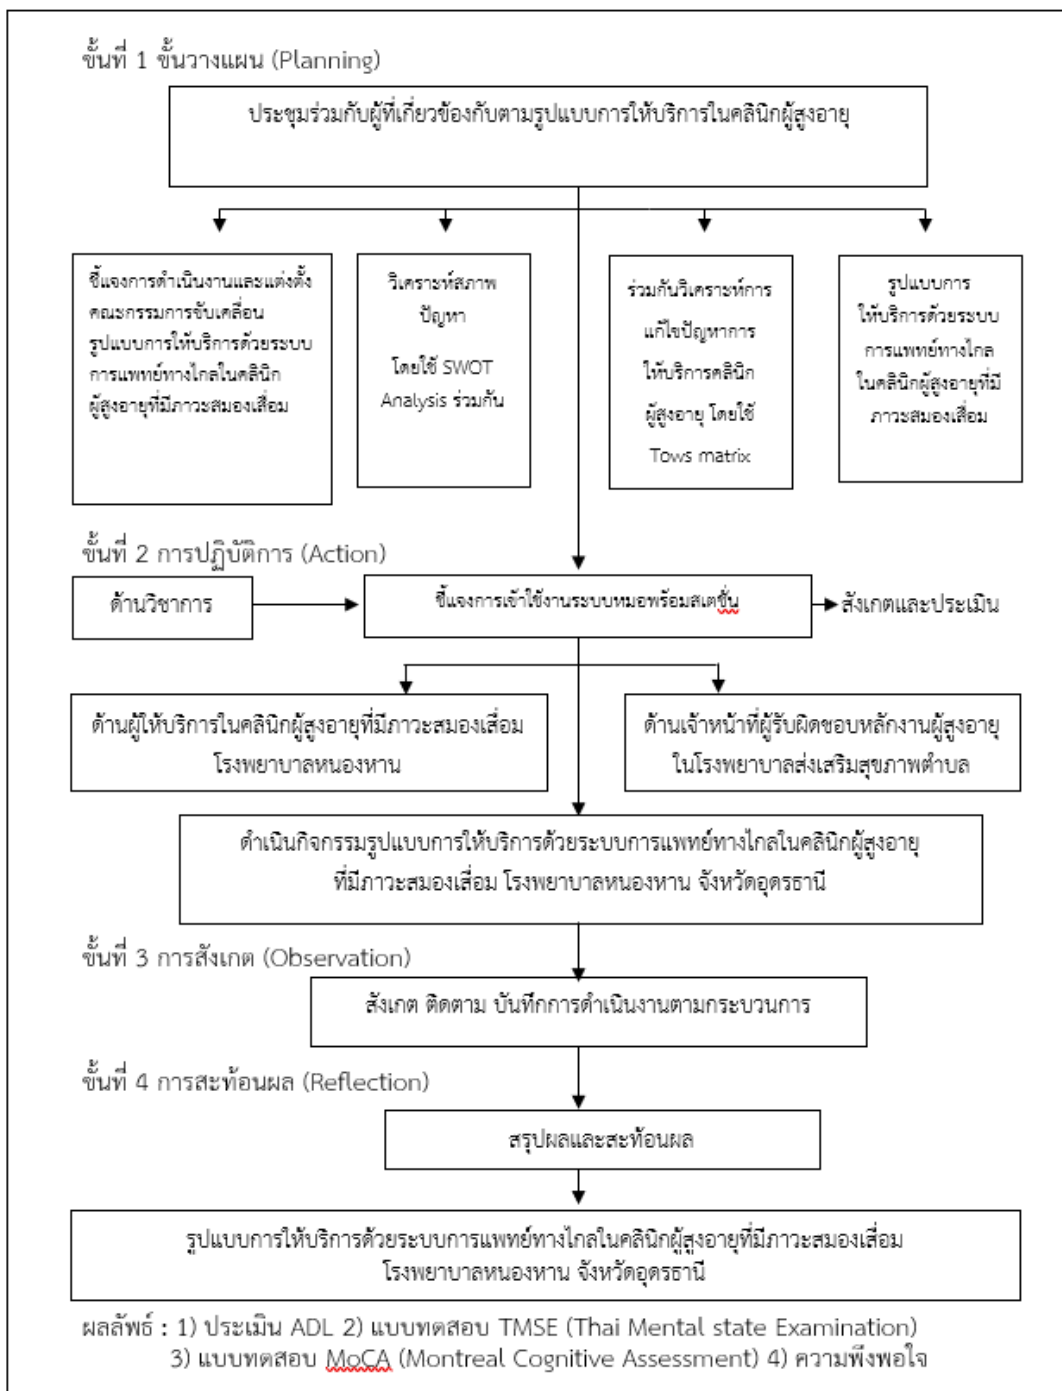 ขั้นที่ 1 ขั้นวางแผน (Planning)
ประชุมร่วมกับผู้ที่เกี่ยวข้องกับตามรูปแบบการให้บริการในคลินิกผู้สูงอายุ
ชี้แจงการดำเนินงานและแต่งตั้ง
คณะกรรมการขับเคลื่อน
รูปแบบการให้บริการด้วยระบบ
การแพทย์ทางไกลในคลินิก
ผู้สูงอายุที่มีภาวะสมองเสื่อม
วิเคราะห์สภาพ
ปัญหา
โดยใช้ SWOT
Analysis ร่วมกัน
ร่วมกันวิเคราะห์การ
แก้ไขปัญหาการ
ให้บริการคลินิก
ผู้สูงอายุ โดยใช้
Tows matrix
รูปแบบการ
ให้บริการด้วยระบบ
การแพทย์ทางไกล
ในคลินิกผู้สูงอายุที่มี
ภาวะสมองเสื่อม
ขั้นที่ 2 การปฏิบัติการ (Action)
ด้านวิชาการ
ชี้แจงการเข้าใช้งานระบบหมอพร้อมสเตชั่น
สังเกตและประเมิน
ด้านผู้ให้บริการในคลินิกผู้สูงอายุที่มีภาวะสมองเสื่อม
โรงพยาบาลหนองหาน
ด้านเจ้าหน้าที่ผู้รับผิดชอบหลักงานผู้สูงอายุ
ในโรงพยาบาลส่งเสริมสุขภาพตำบล
ดำเนินกิจกรรมรูปแบบการให้บริการด้วยระบบการแพทย์ทางไกลในคลินิกผู้สูงอายุ
ที่มีภาวะสมองเสื่อม โรงพยาบาลหนองหาน จังหวัดอุดรธานี
ขั้นที่ 3 การสังเกต (Observation)
สังเกต ติดตาม บันทึกการดำเนินงานตามกระบวนการ
ขั้นที่ 4 การสะท้อนผล (Reflection)
สรุปผลและสะท้อนผล
รูปแบบการให้บริการด้วยระบบการแพทย์ทางไกลในคลินิกผู้สูงอายุที่มีภาวะสมองเสื่อม
โรงพยาบาลหนองหาน จังหวัดอุดรธานี
ผลลัพธ์ : 1) ประเมิน ADL 2) แบบทดสอบ TMSE (Thai Mental state Examination)
3) แบบทดสอบ MoCA (Montreal Cognitive Assessment) 4) ความพึงพอใจ